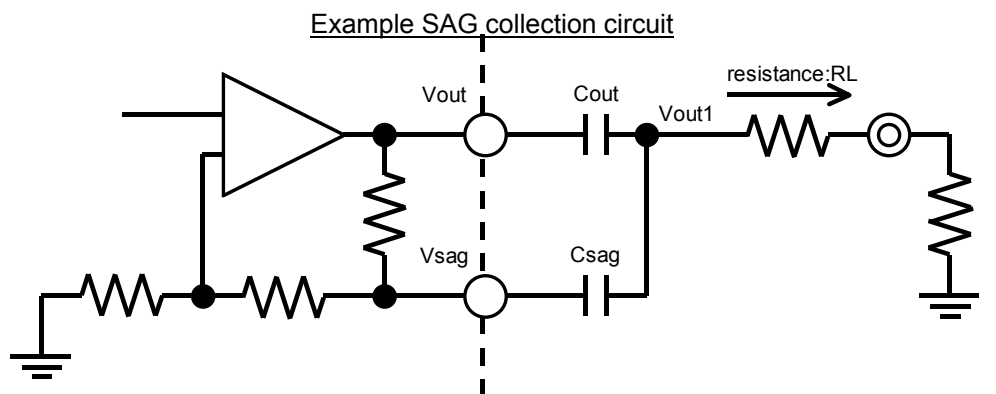 Example SAG collection circuit
resistance:RL
Vout
Cout
Vout1
Vsag
Csag